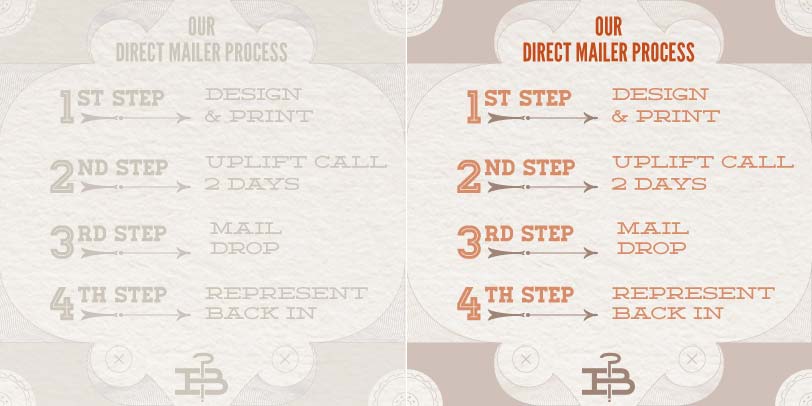 OUR
DIRECT MAILER PROCESS
1ST STEP
DESIGN
& PRINT
2ND STEP
UPLIFT CALL
2 DAYS
3RD STEP
MAIL
DROP
4TH STEP
REPRESENT
BACK IN
OUR
DIRECT MAILER PROCESS
1ST STEP
DESIGN
& PRINT
2ND STEP
UPLIFT CALL
2 DAYS
3RD STEP
MAIL
DROP
4TH STEP
REPRESENT
BACK IN